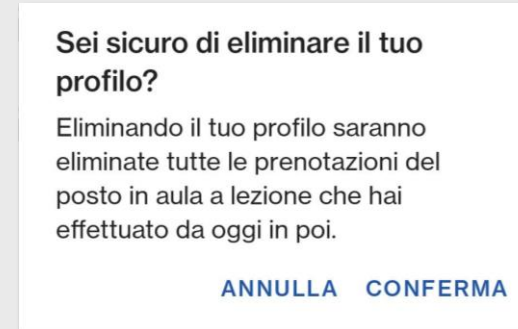 Sei sicuro di eliminare il tuo
profilo?
Eliminando il tuo profilo saranno
eliminate tutte le prenotazioni del
posto in aula a lezione che hai
effettuato da oggi in poi.
ANNULLA CONFERMA